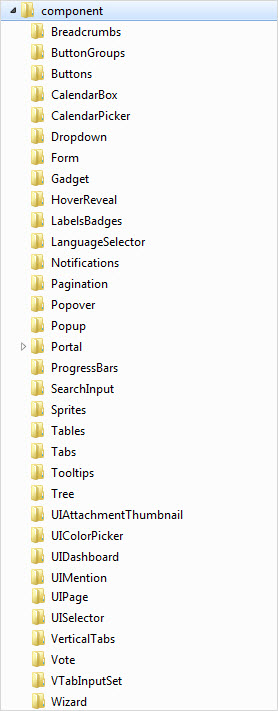 component
Breadcrumbs
ButtonGroups
Buttons
CalendarBox
CalendarPicker
Dropdown
Form
Gadget
HoverReveal
LabelsBadges
LanguageSelector
Notifications
Pagination
Popover
Popup
Portal
ProgressBars
SearchInput
Sprites
Tables
Tabs
Tooltips
Tree
UIAttachmentThumbnail
UIColorPicker
UIDashboard
UIMention
UIPage
UISelector
VerticalTabs
Vote
VTabInputSet
Wizard